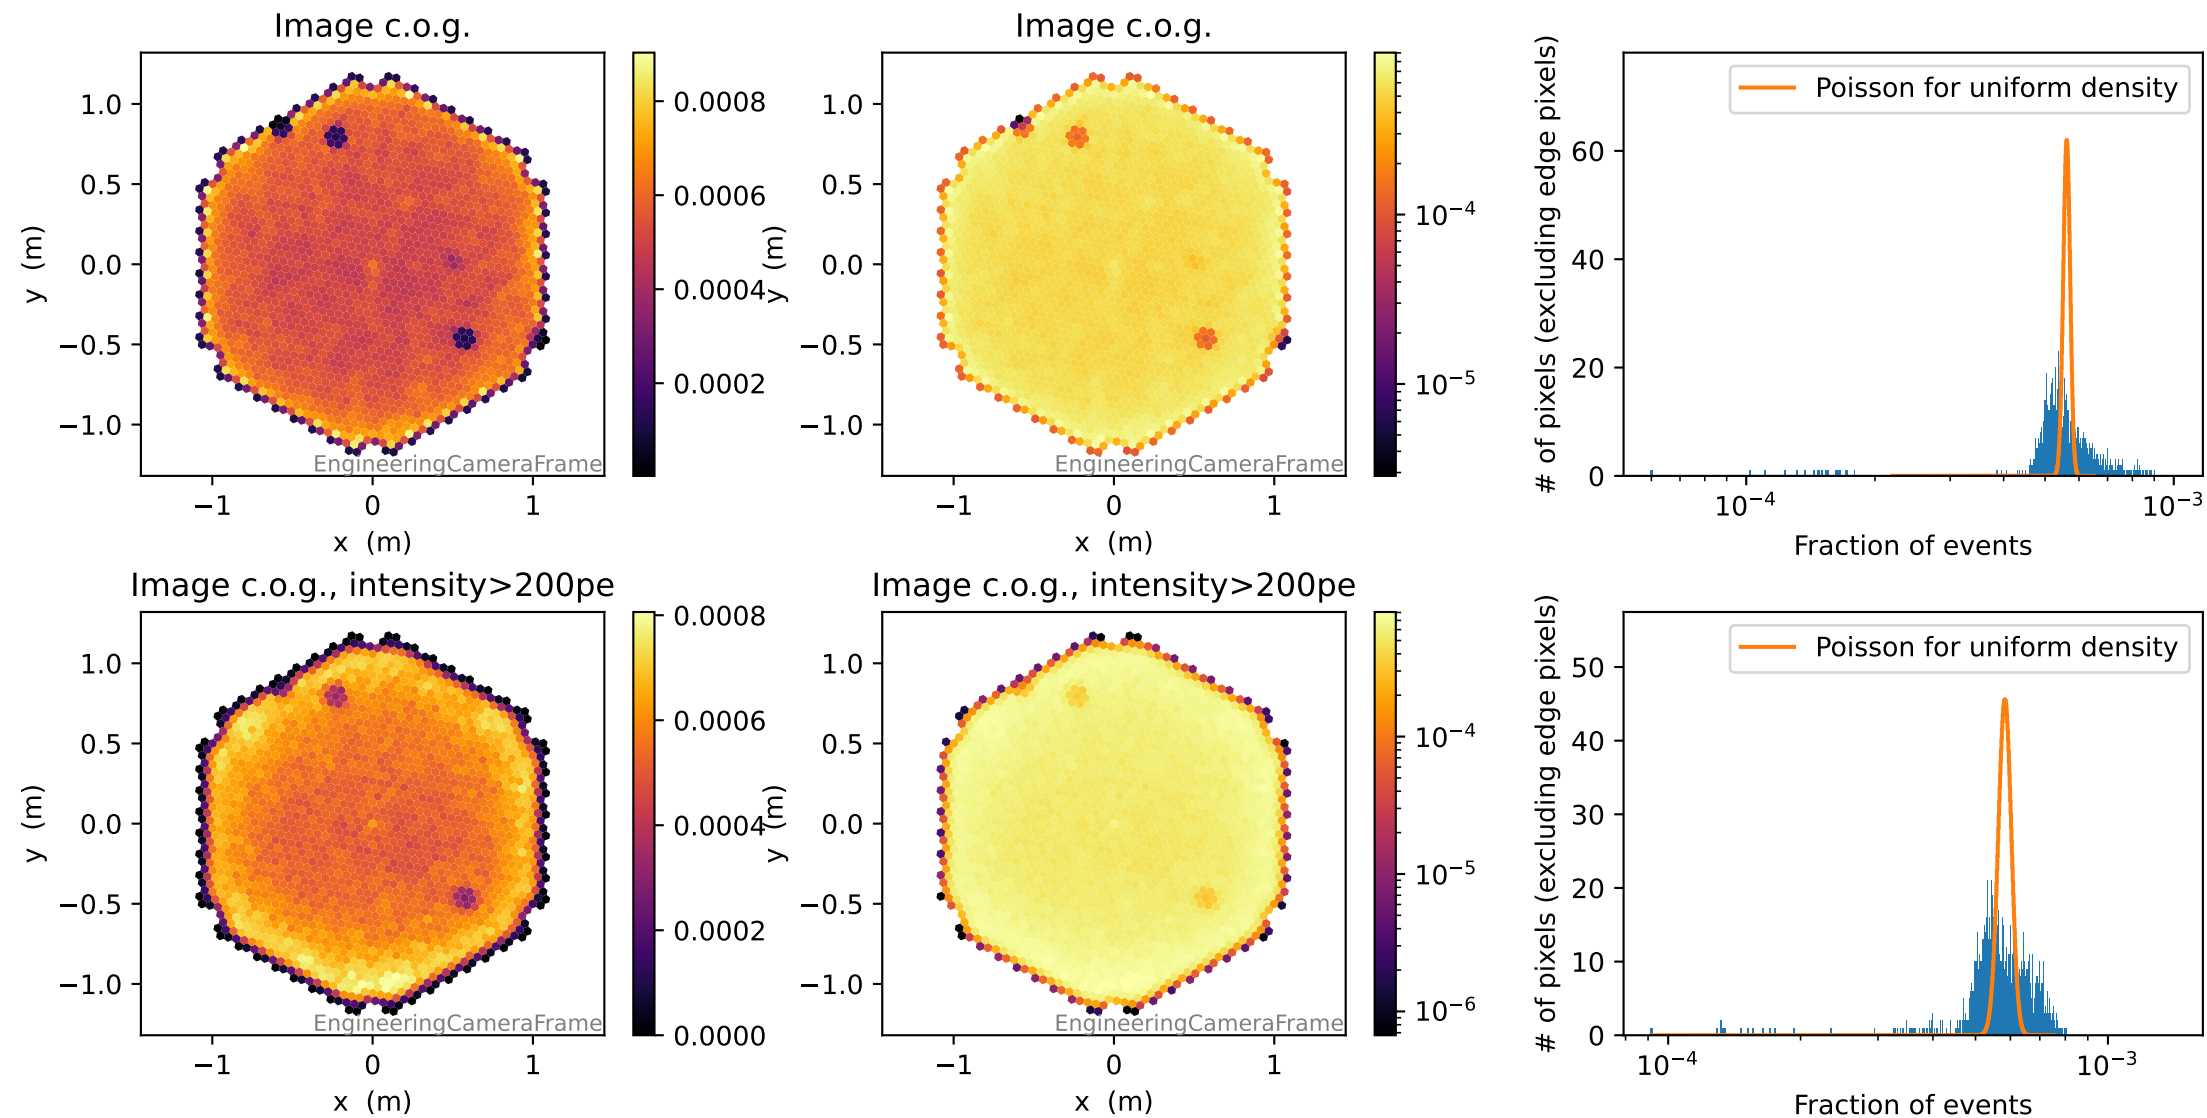 Image c.o.g.
1.0
0.5
0.0
−0.5
−1.0
y (m)
−1
0
1
x (m)
EngineeringCameraFrame
0.0008
0.0006
0.0004
0.0002
Image c.o.g.
1.0
0.5
0.0
−0.5
−1.0
y (m)
−1
0
1
x (m)
EngineeringCameraFrame
10⁻⁴
10⁻⁵
Poisson for uniform density
# of pixels (excluding edge pixels)
60
40
20
0
10⁻⁴
10⁻³
Fraction of events
Image c.o.g., intensity>200pe
1.0
0.5
0.0
−0.5
−1.0
y (m)
−1
0
1
x (m)
EngineeringCameraFrame
0.0008
0.0006
0.0004
0.0002
0.0000
Image c.o.g., intensity>200pe
1.0
0.5
0.0
−0.5
−1.0
y (m)
−1
0
1
x (m)
EngineeringCameraFrame
10⁻⁴
10⁻⁵
10⁻⁶
Poisson for uniform density
# of pixels (excluding edge pixels)
50
40
30
20
10
0
10⁻⁴
10⁻³
Fraction of events